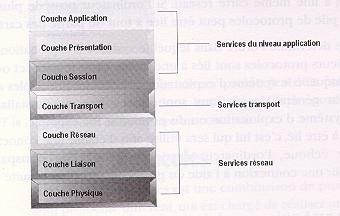 Couche Application
Couche Présentation
Couche Session
Couche Transport
Couche Réseau
Couche Liaison
Couche Physique
Services du niveau application
Services transport
Services réseau